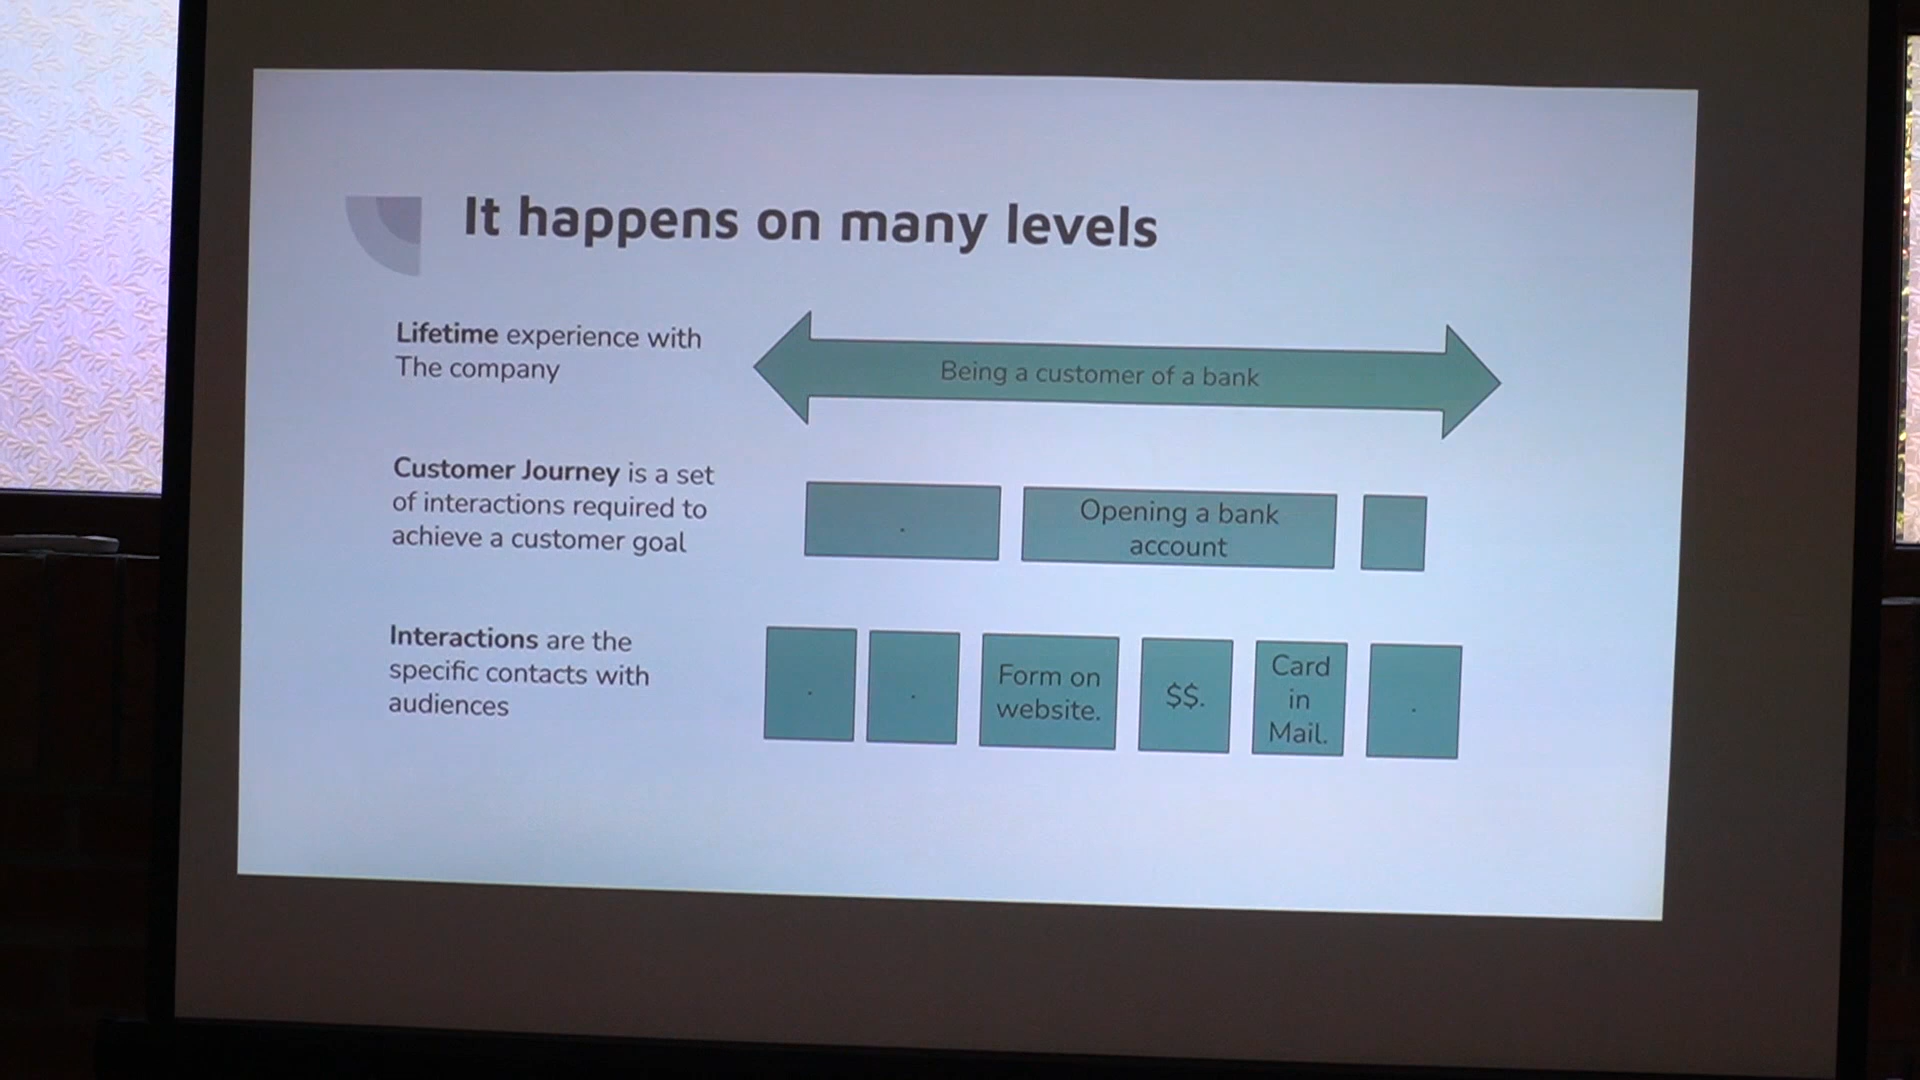 It happens on many levels
Lifetime experience with
The company
Being a customer of a bank
Customer Journey is a set
of interactions required to
achieve a customer goal
.
Opening a bank
account
Interactions are the
specific contacts with
audiences
.
.
Form on
website.
$$.
Card
in
Mail.
.